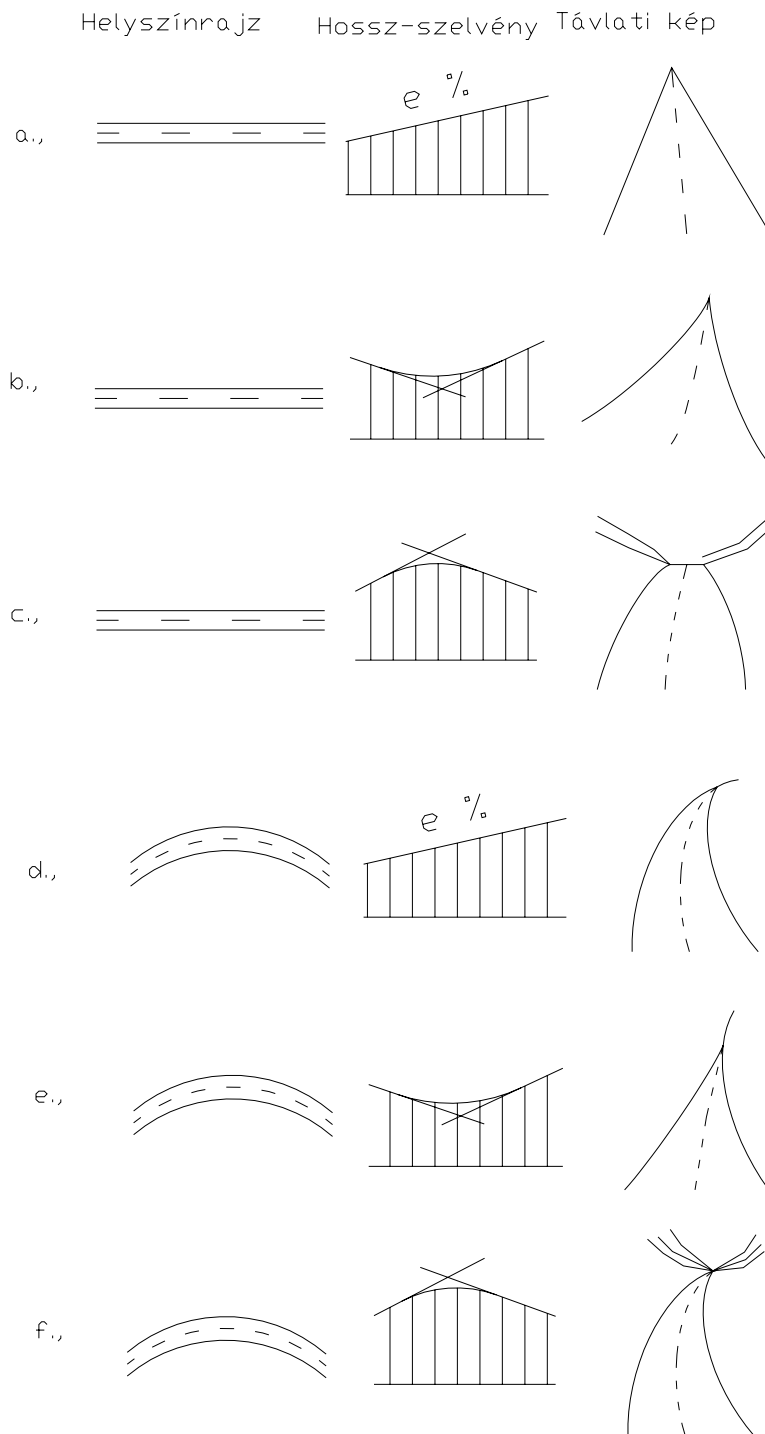 Helyszínrajz Hossz-szelvény Távlati kép
a., e %
b.,
c.,
d., e %
e.,
f.,